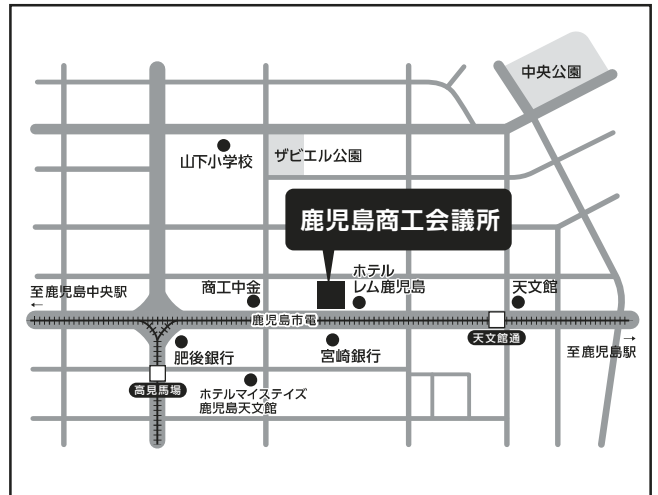 中央公園
山下小学校
ザビエル公園
鹿児島商工会議所
至鹿児島中央駅
←
商工中金
ホテル
レム鹿児島
天文館
鹿児島市電
天文館通
→
至鹿児島駅
肥後銀行
宮崎銀行
高見馬場
ホテルマイステイズ
鹿児島天文館